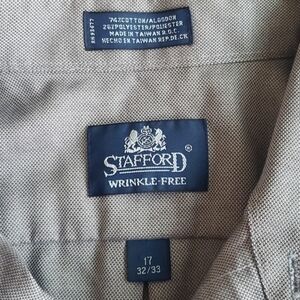 74%COTTON/ALGODON
26%POLYESTER/POLIESTER
MADE IN TAIWAN R.O.C.
HECHO EN TAIWAN REP. DE. CK
STAFFORD®
WRINKLE-FREE
17
32/33